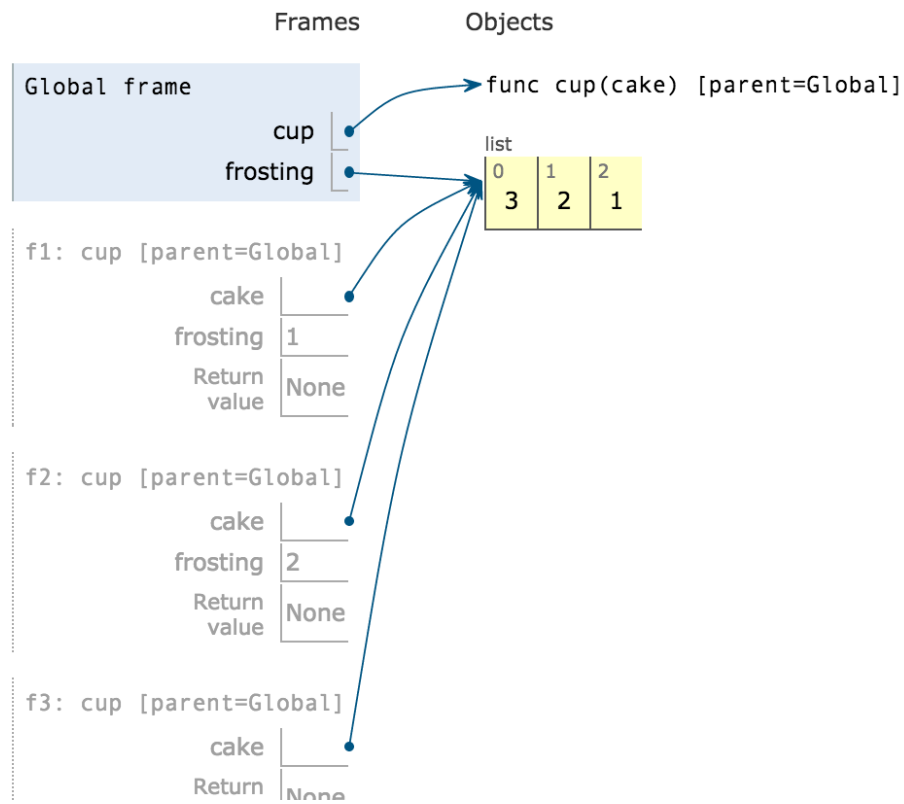 Frames Objects
Global frame
func cup(cake) [parent=Global]
cup
frosting
list
0 1 2
3 2 1
f1: cup [parent=Global]
cake
frosting 1
Return
value None
f2: cup [parent=Global]
cake
frosting 2
Return
value None
f3: cup [parent=Global]
cake
Return
None